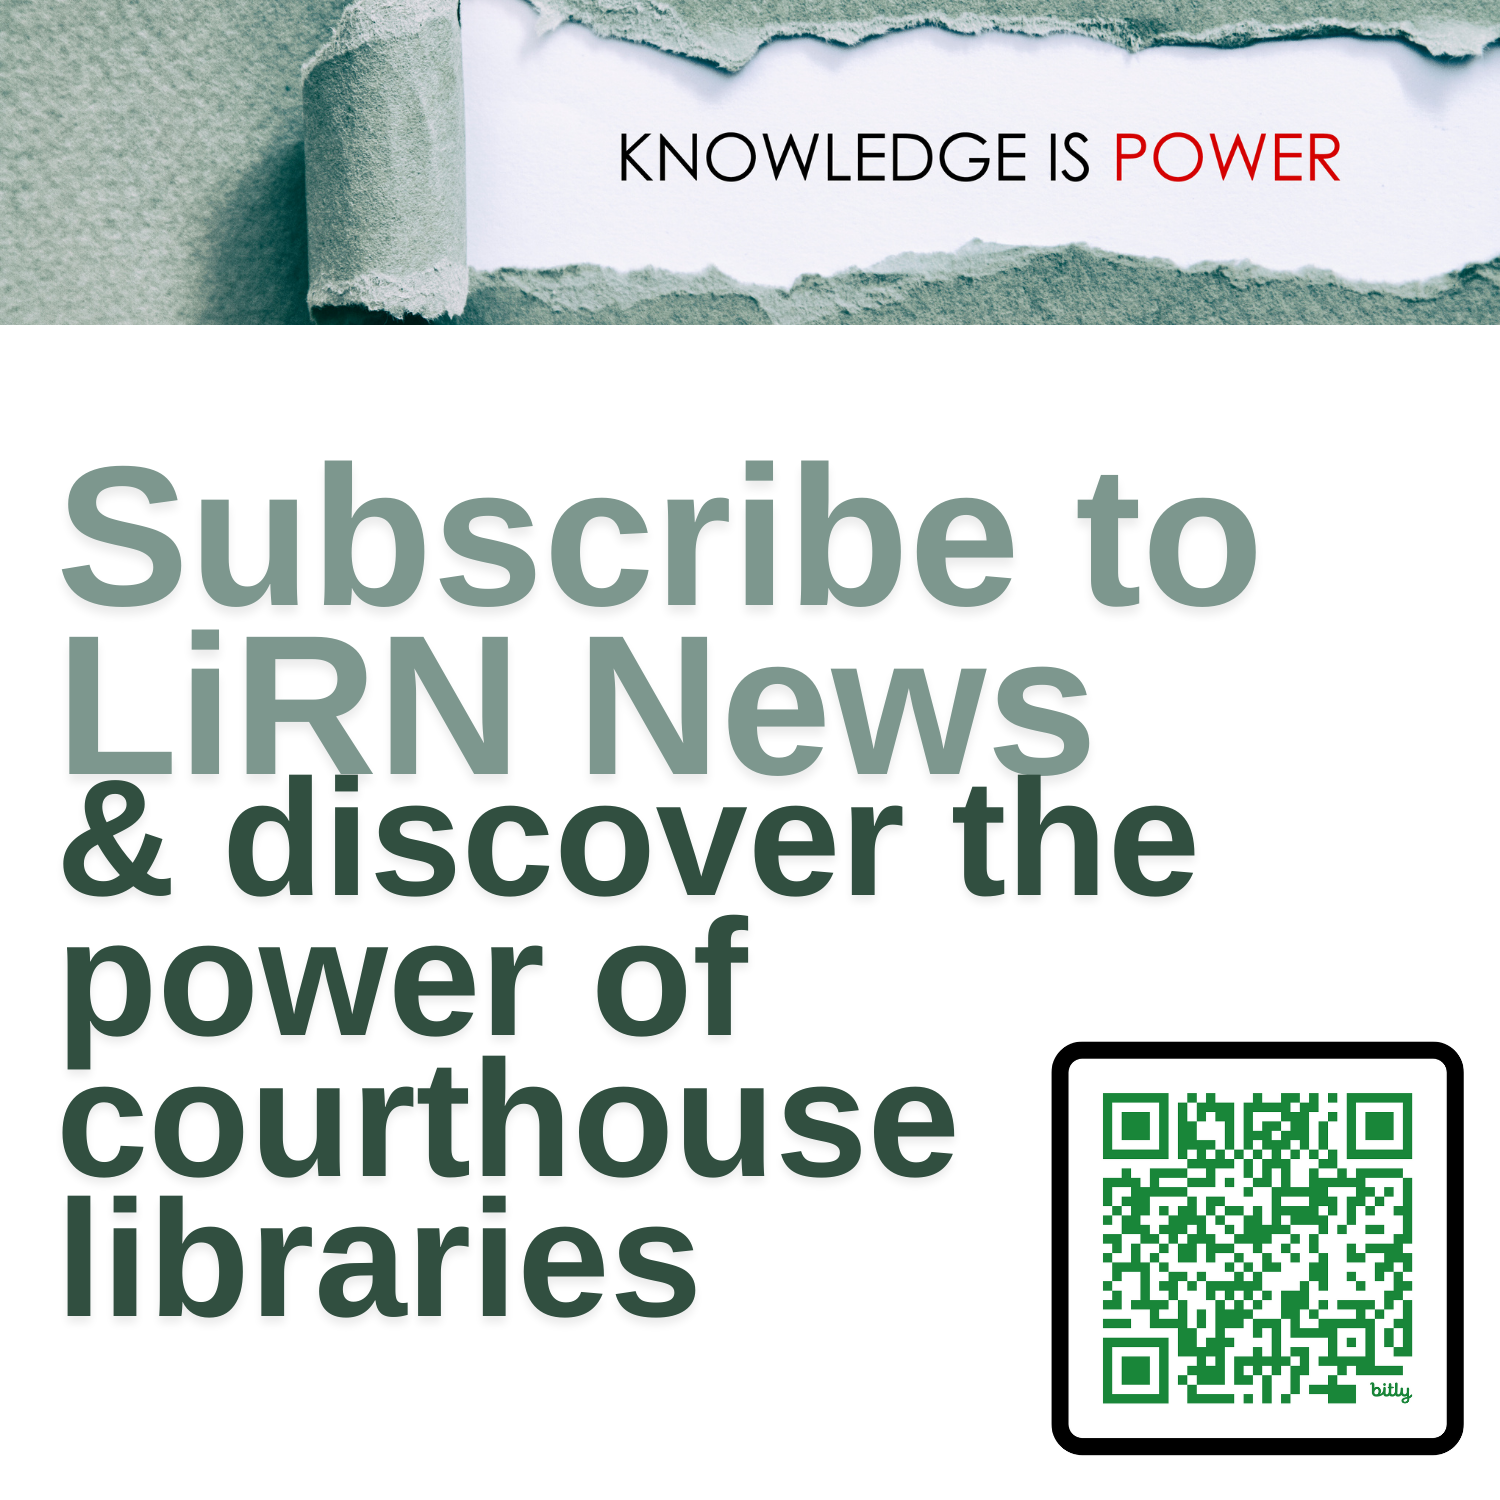 KNOWLEDGE IS POWER
Subscribe to
LiRN News
& discover the
power of
courthouse
libraries
bitly